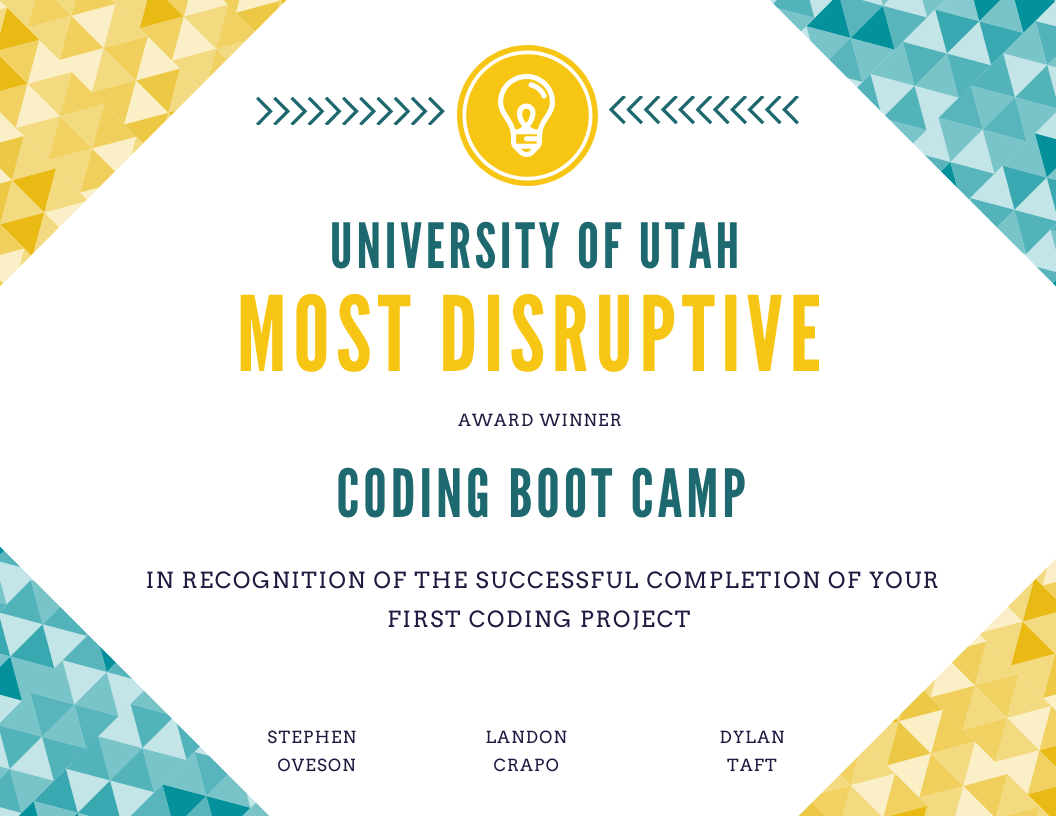 UNIVERSITY OF UTAH
MOST DISRUPTIVE
AWARD WINNER
CODING BOOT CAMP
IN RECOGNITION OF THE SUCCESSFUL COMPLETION OF YOUR
FIRST CODING PROJECT
STEPHEN LANDON DYLAN
OVESON CRAPO TAFT